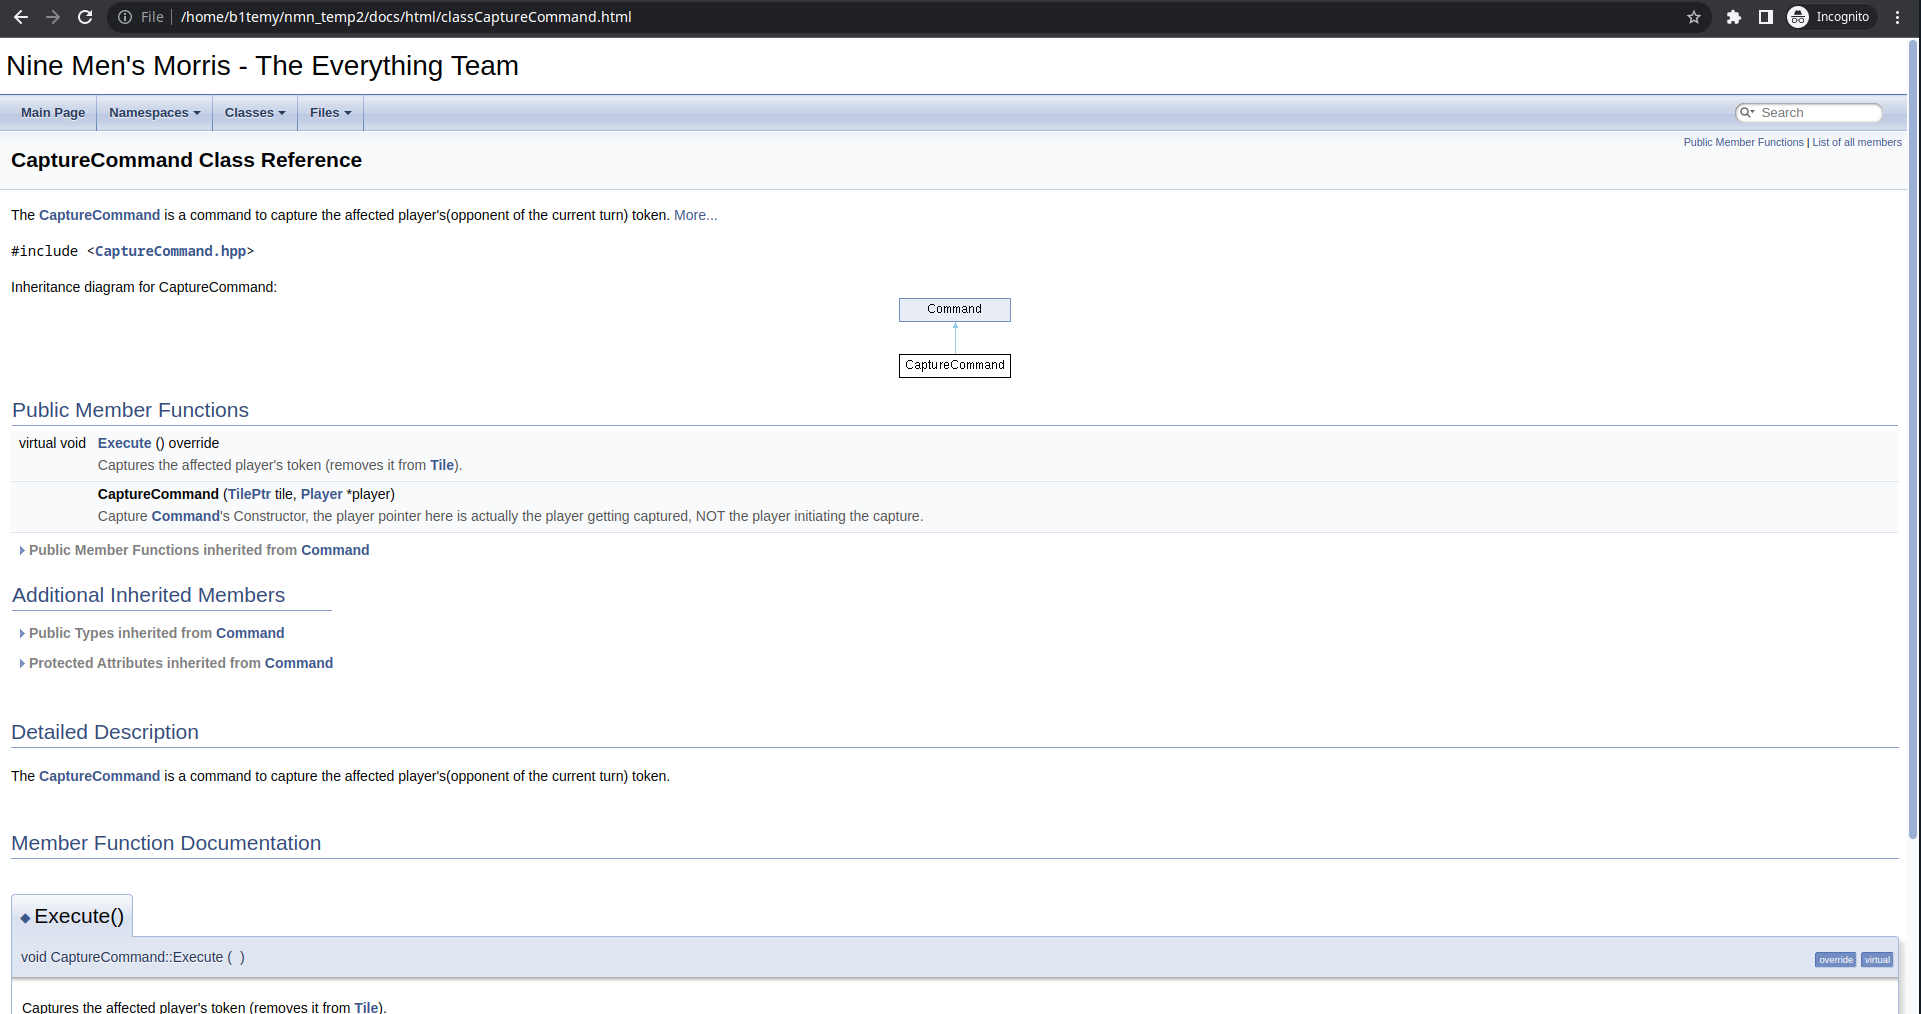 File | /home/b1temy/nmn_temp2/docs/html/classCaptureCommand.html Incognito
Nine Men's Morris - The Everything Team
Main Page Namespaces Classes Files Search
Public Member Functions | List of all members
CaptureCommand Class Reference
The CaptureCommand is a command to capture the affected player's(opponent of the current turn) token. More...
#include <CaptureCommand.hpp>
Inheritance diagram for CaptureCommand:
Command
CaptureCommand
Public Member Functions
virtual void Execute () override
Captures the affected player's token (removes it from Tile).
CaptureCommand (TilePtr tile, Player *player)
Capture Command's Constructor, the player pointer here is actually the player getting captured, NOT the player initiating the capture.
Public Member Functions inherited from Command
Additional Inherited Members
Public Types inherited from Command
Protected Attributes inherited from Command
Detailed Description
The CaptureCommand is a command to capture the affected player's(opponent of the current turn) token.
Member Function Documentation
◆ Execute()
void CaptureCommand::Execute ( ) override virtual
Captures the affected player's token (removes it from Tile).